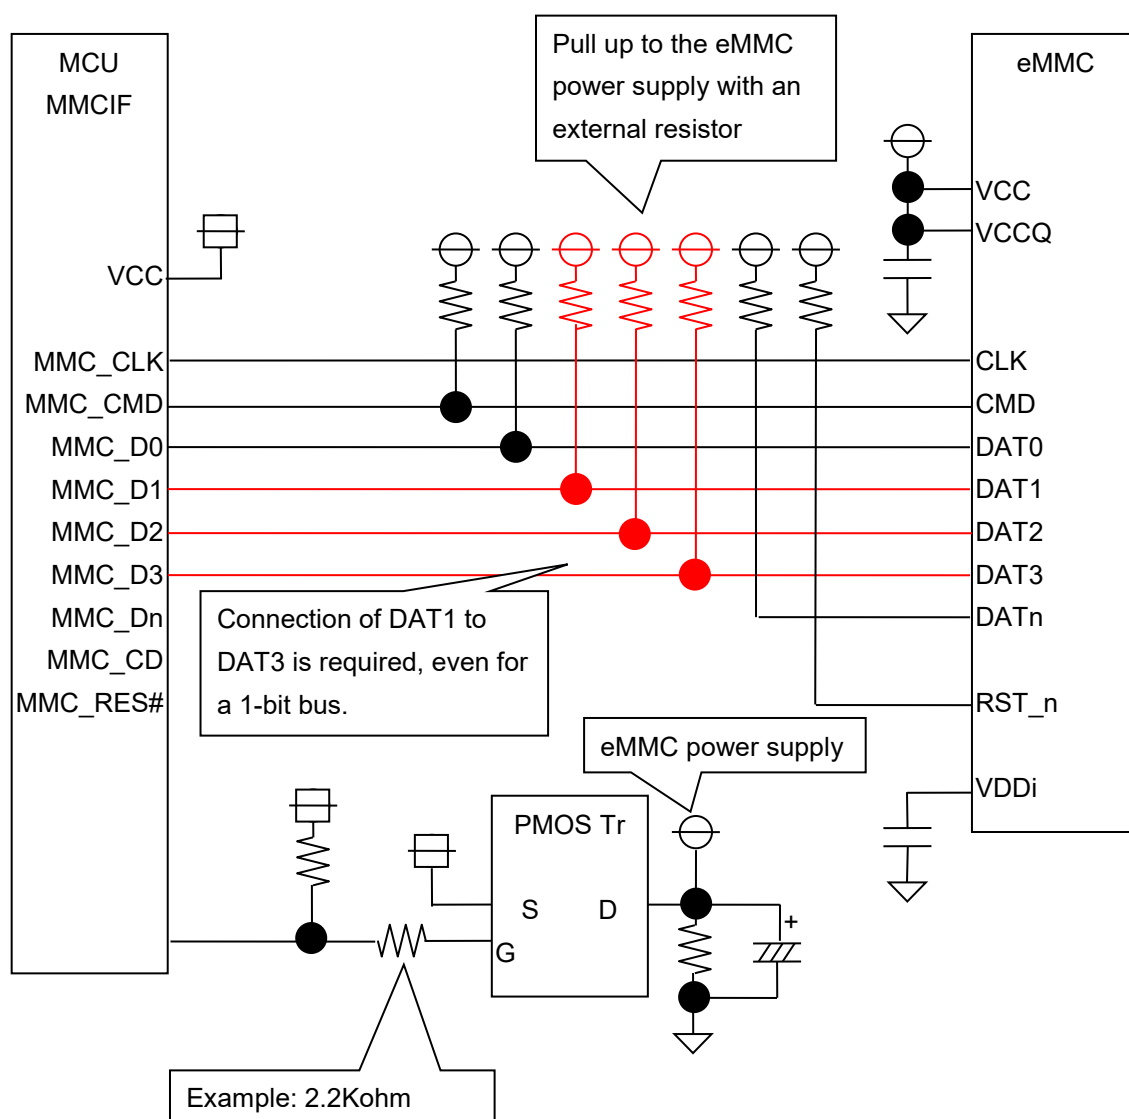 MCU
MMCIF
VCC
MMC_CLK
MMC_CMD
MMC_D0
MMC_D1
MMC_D2
MMC_D3
MMC_Dn
MMC_CD
MMC_RES#
Pull up to the eMMC
power supply with an
external resistor
eMMC
VCC
VCCQ
CLK
CMD
DAT0
DAT1
DAT2
DAT3
DATn
RST_n
VDDi
Connection of DAT1 to
DAT3 is required, even for
a 1-bit bus.
eMMC power supply
PMOS Tr
S D
G
+
Example: 2.2Kohm